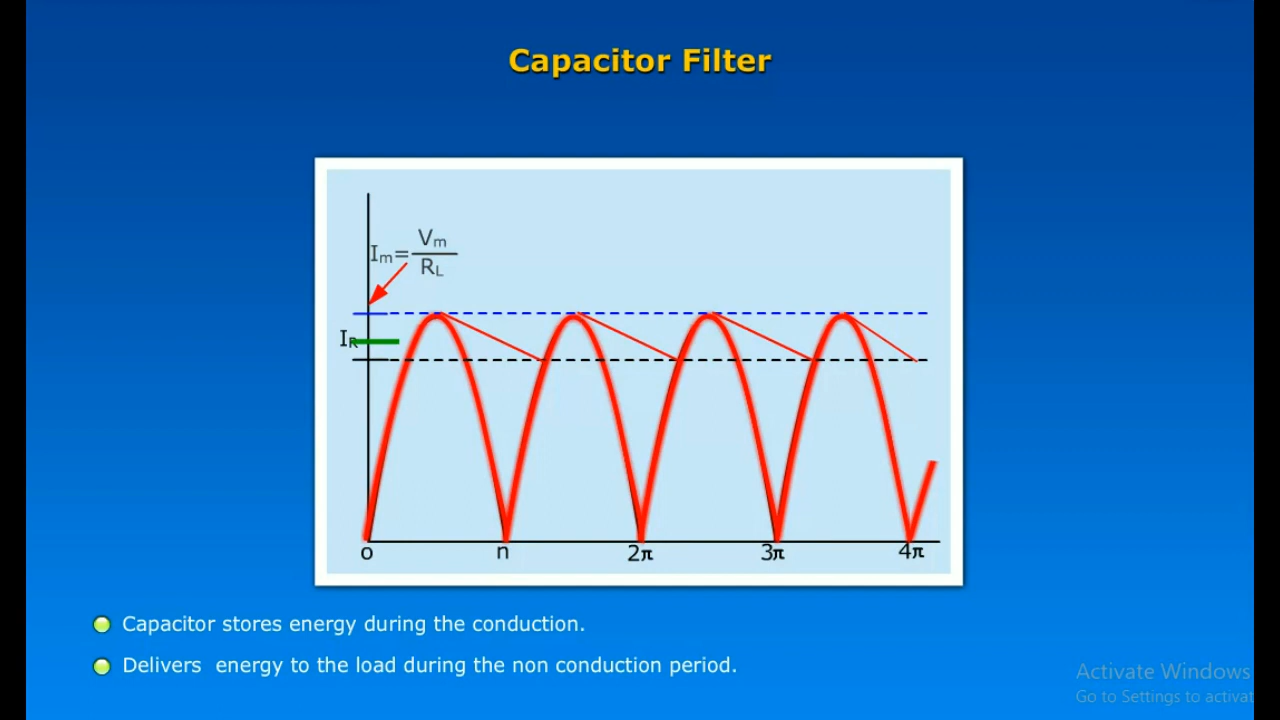 Capacitor Filter
Im=Vm
RL
IR
o n 2π 3π 4π
Capacitor stores energy during the conduction.
Delivers energy to the load during the non conduction period.
Activate Windows
Go to Settings to activat